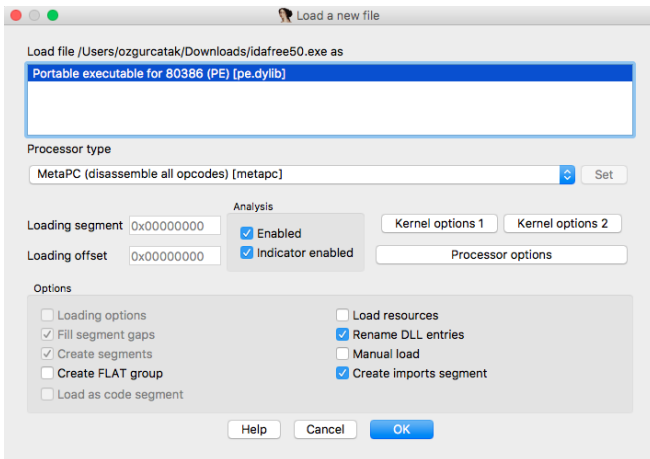 Load a new file
Load file /Users/ozgurcatak/Downloads/idafree50.exe as
Portable executable for 80386 (PE) [pe.dylib]
Processor type
MetaPC (disassemble all opcodes) [metapc]
Set
Analysis
Loading segment 0x00000000
Enabled
Kernel options 1
Kernel options 2
Loading offset 0x00000000
Indicator enabled
Processor options
Options
Loading options
Load resources
Fill segment gaps
Rename DLL entries
Create segments
Manual load
Create FLAT group
Create imports segment
Load as code segment
Help
Cancel
OK